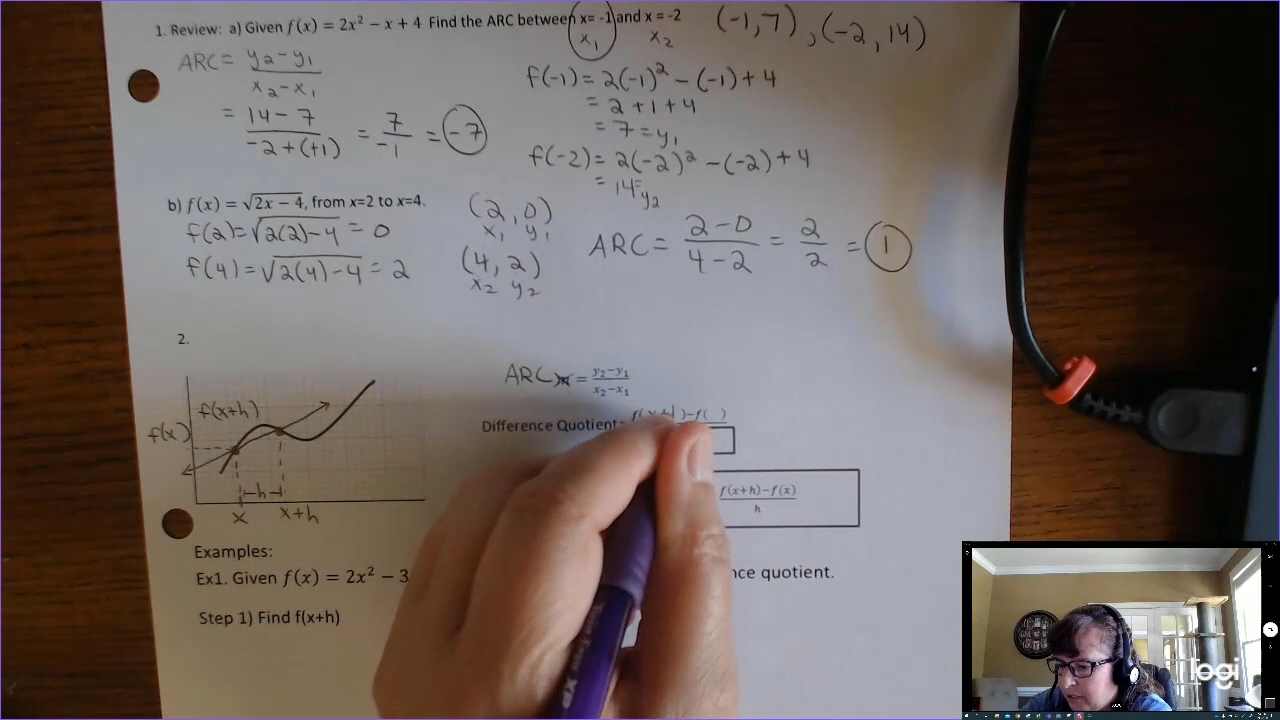 1. Review: a) Given f(x) = 2x² − x + 4 Find the ARC between x= -1 and x = -2 (-1,7), (-2,14)
x₁ x₂
ARC= y₂-y₁ / x₂-x₁
= 14-7 / -2+(+1) = 7/-1 = -7
f(-1) = 2(-1)² - (-1) + 4
= 2+1+4
= 7 = y₁
f(-2) = 2(-2)² - (-2) + 4
= 14 = y₂
b) f(x) = √2x − 4, from x=2 to x=4.
f(2)=√2(2)-4 = 0
f(4)=√2(4)-4 = 2
(2,0)
x₁ y₁
(4,2)
x₂ y₂
ARC = 2-0 / 4-2 = 2/2 = 1
2.
f(x+h)
f(x)
-h-
x x+h
ARC = y₂−y₁ / x₂−x₁
Difference Quotient= f(x+ )−f( )
f(x+h)−f(x) / h
Examples:
Ex1. Given f(x) = 2x² − 3 quotient.
Step 1) Find f(x+h)
logi